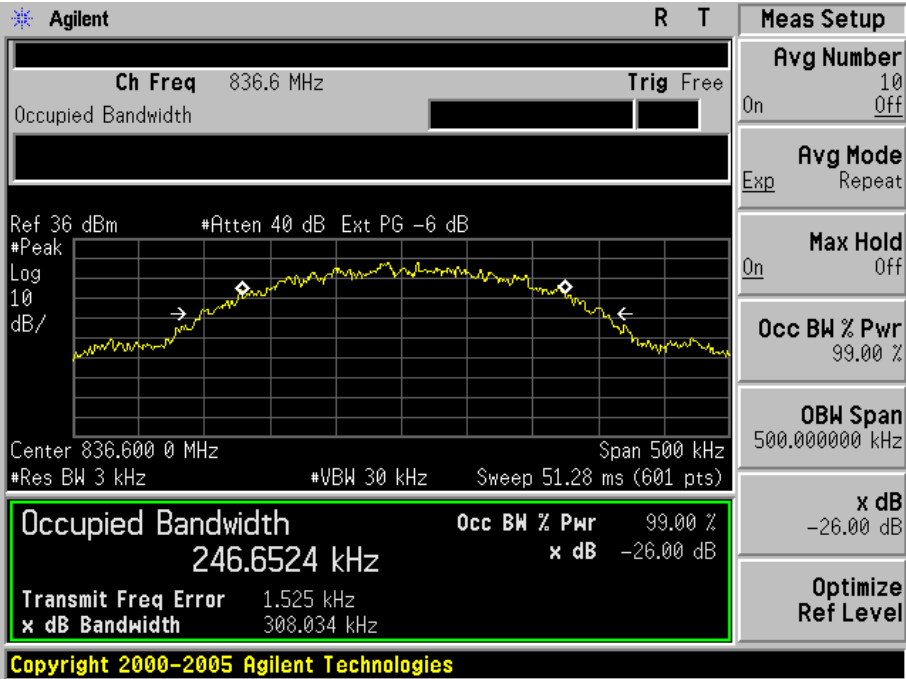 Agilent R T
Ch Freq 836.6 MHz Trig Free
Occupied Bandwidth
Ref 36 dBm #Atten 40 dB Ext PG -6 dB
#Peak
Log
10
dB/
Center 836.600 0 MHz Span 500 kHz
#Res BW 3 kHz #VBW 30 kHz Sweep 51.28 ms (601 pts)
Occupied Bandwidth Occ BW % Pwr 99.00 %
246.6524 kHz x dB -26.00 dB
Transmit Freq Error 1.525 kHz
x dB Bandwidth 308.034 kHz
Copyright 2000-2005 Agilent Technologies
Meas Setup
Avg Number
10
On Off
Avg Mode
Exp Repeat
Max Hold
On Off
Occ BW % Pwr
99.00 %
OBW Span
500.000000 kHz
x dB
-26.00 dB
Optimize
Ref Level